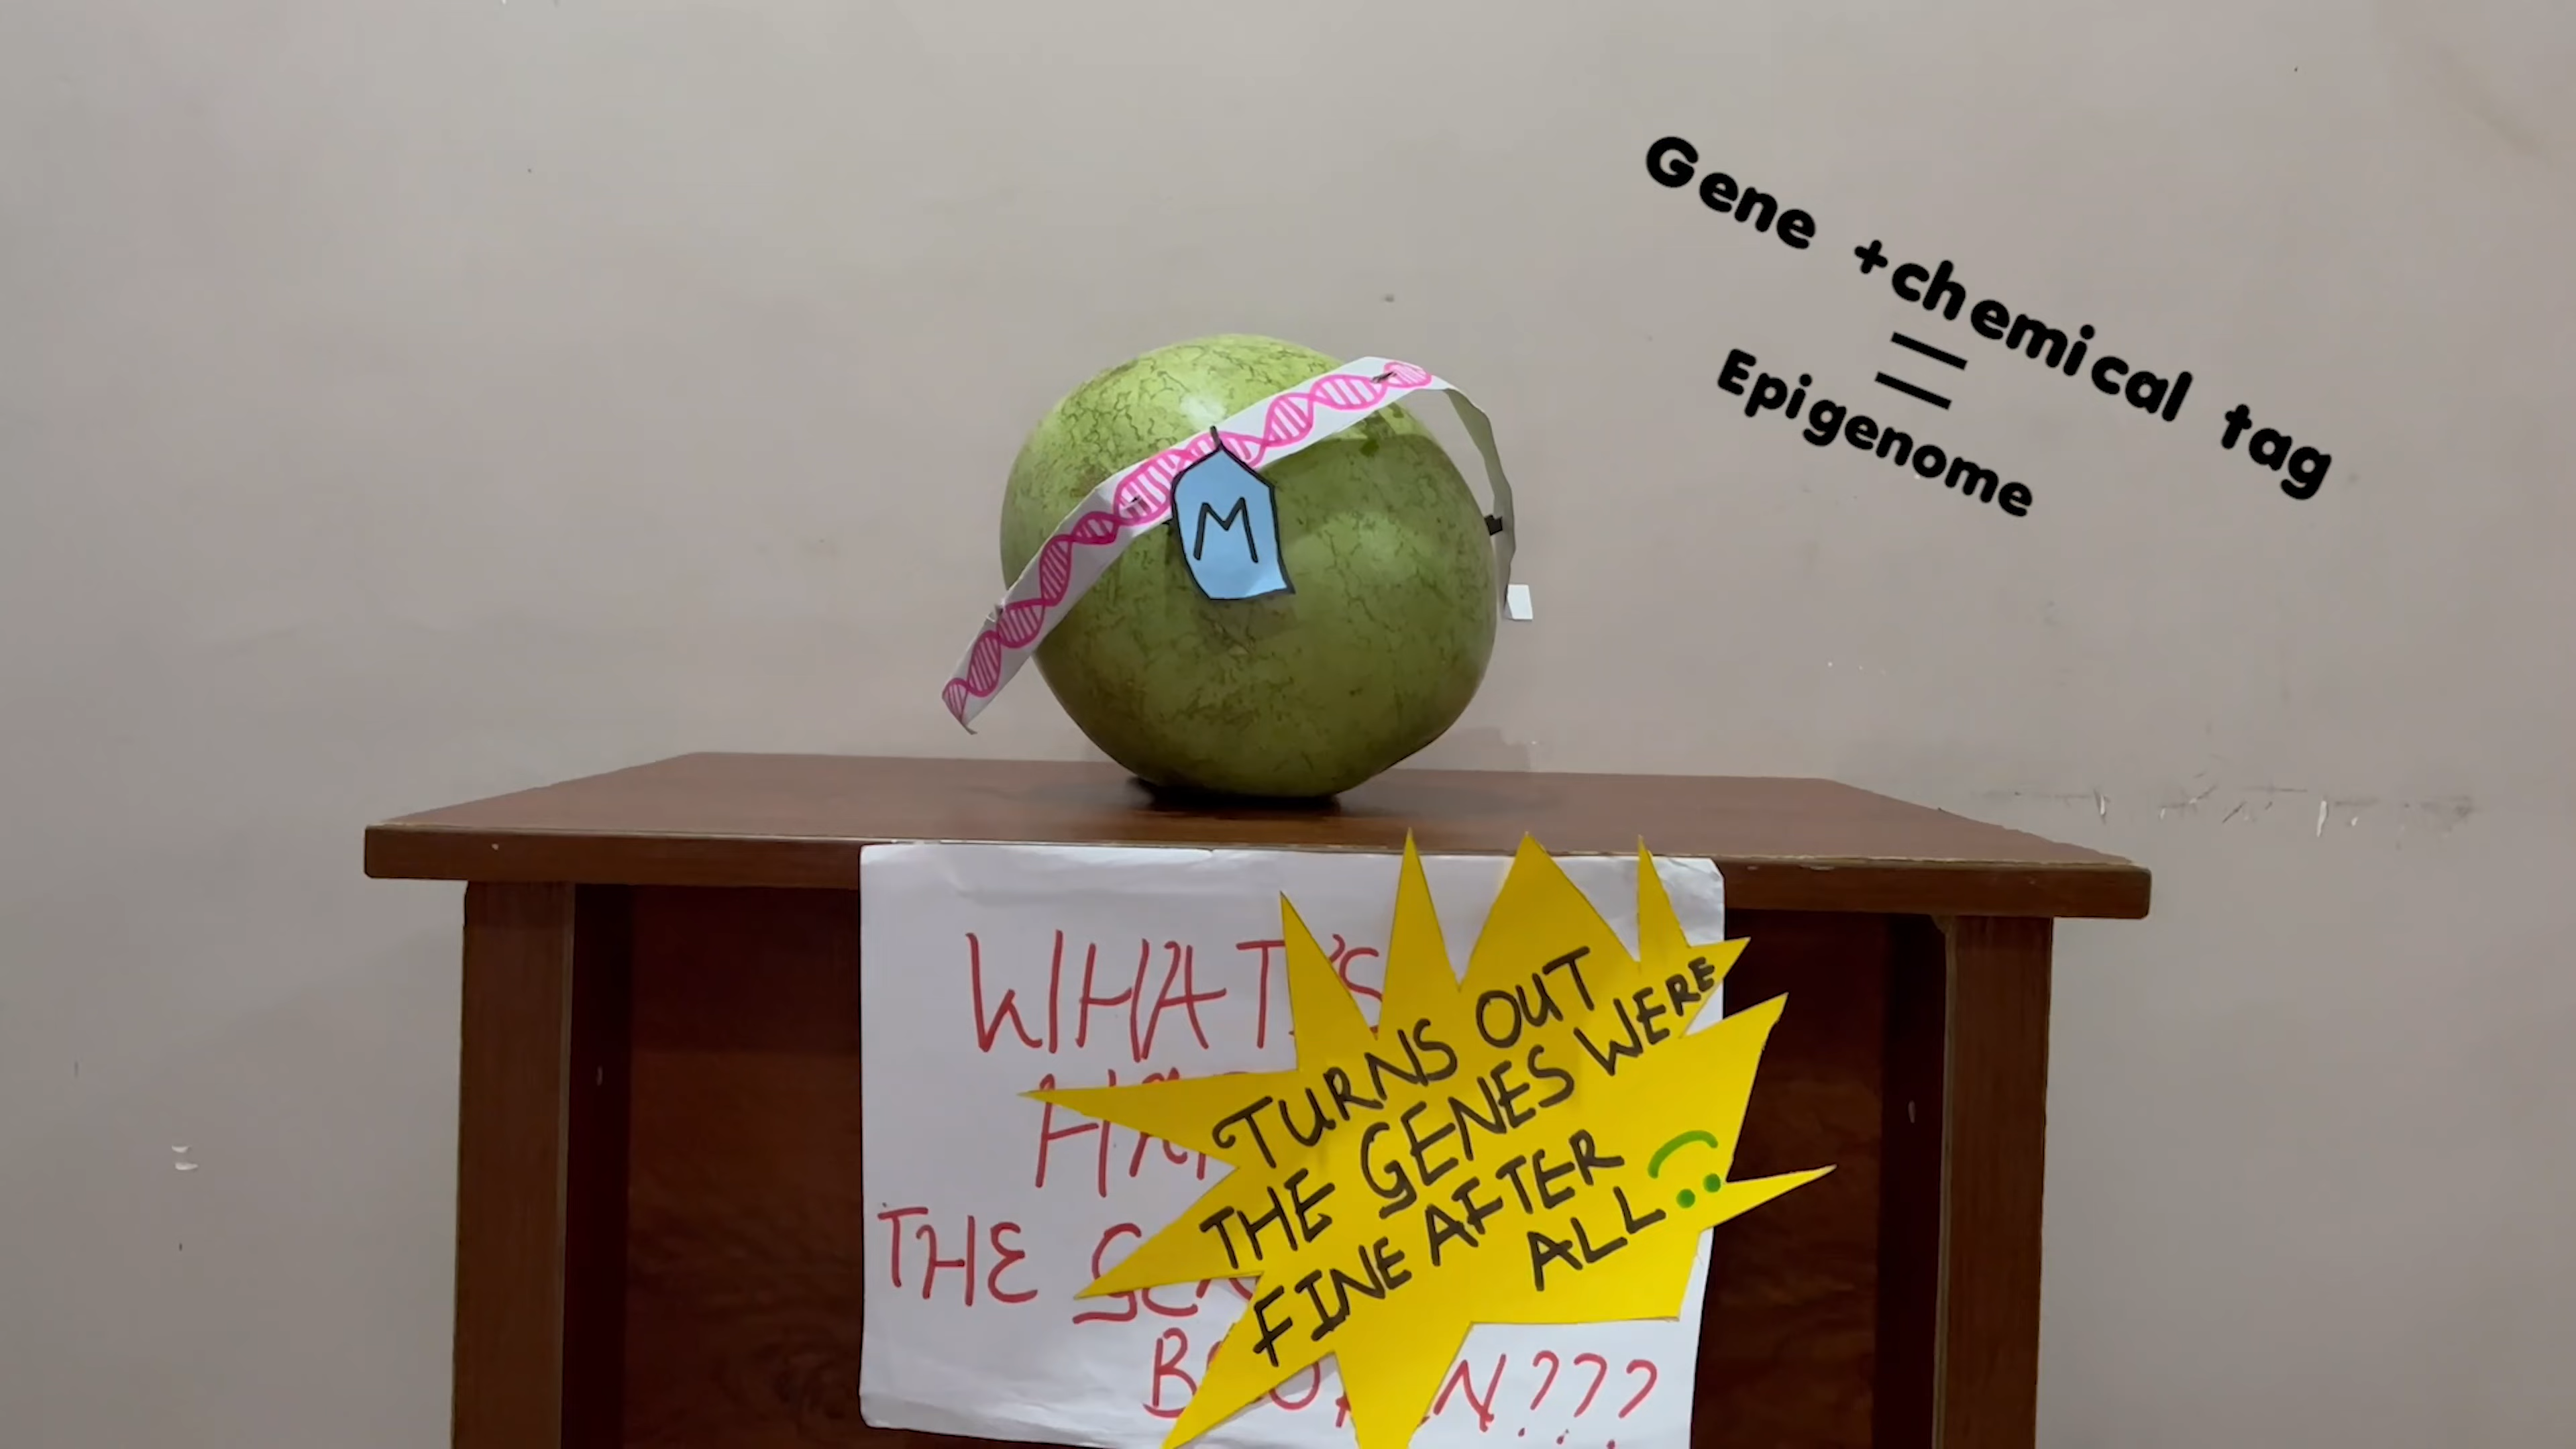 Gene +chemical tag
=
Epigenome
M
WHAT'S
THE
TURNS OUT
THE GENES WERE
FINE AFTER
ALL
???